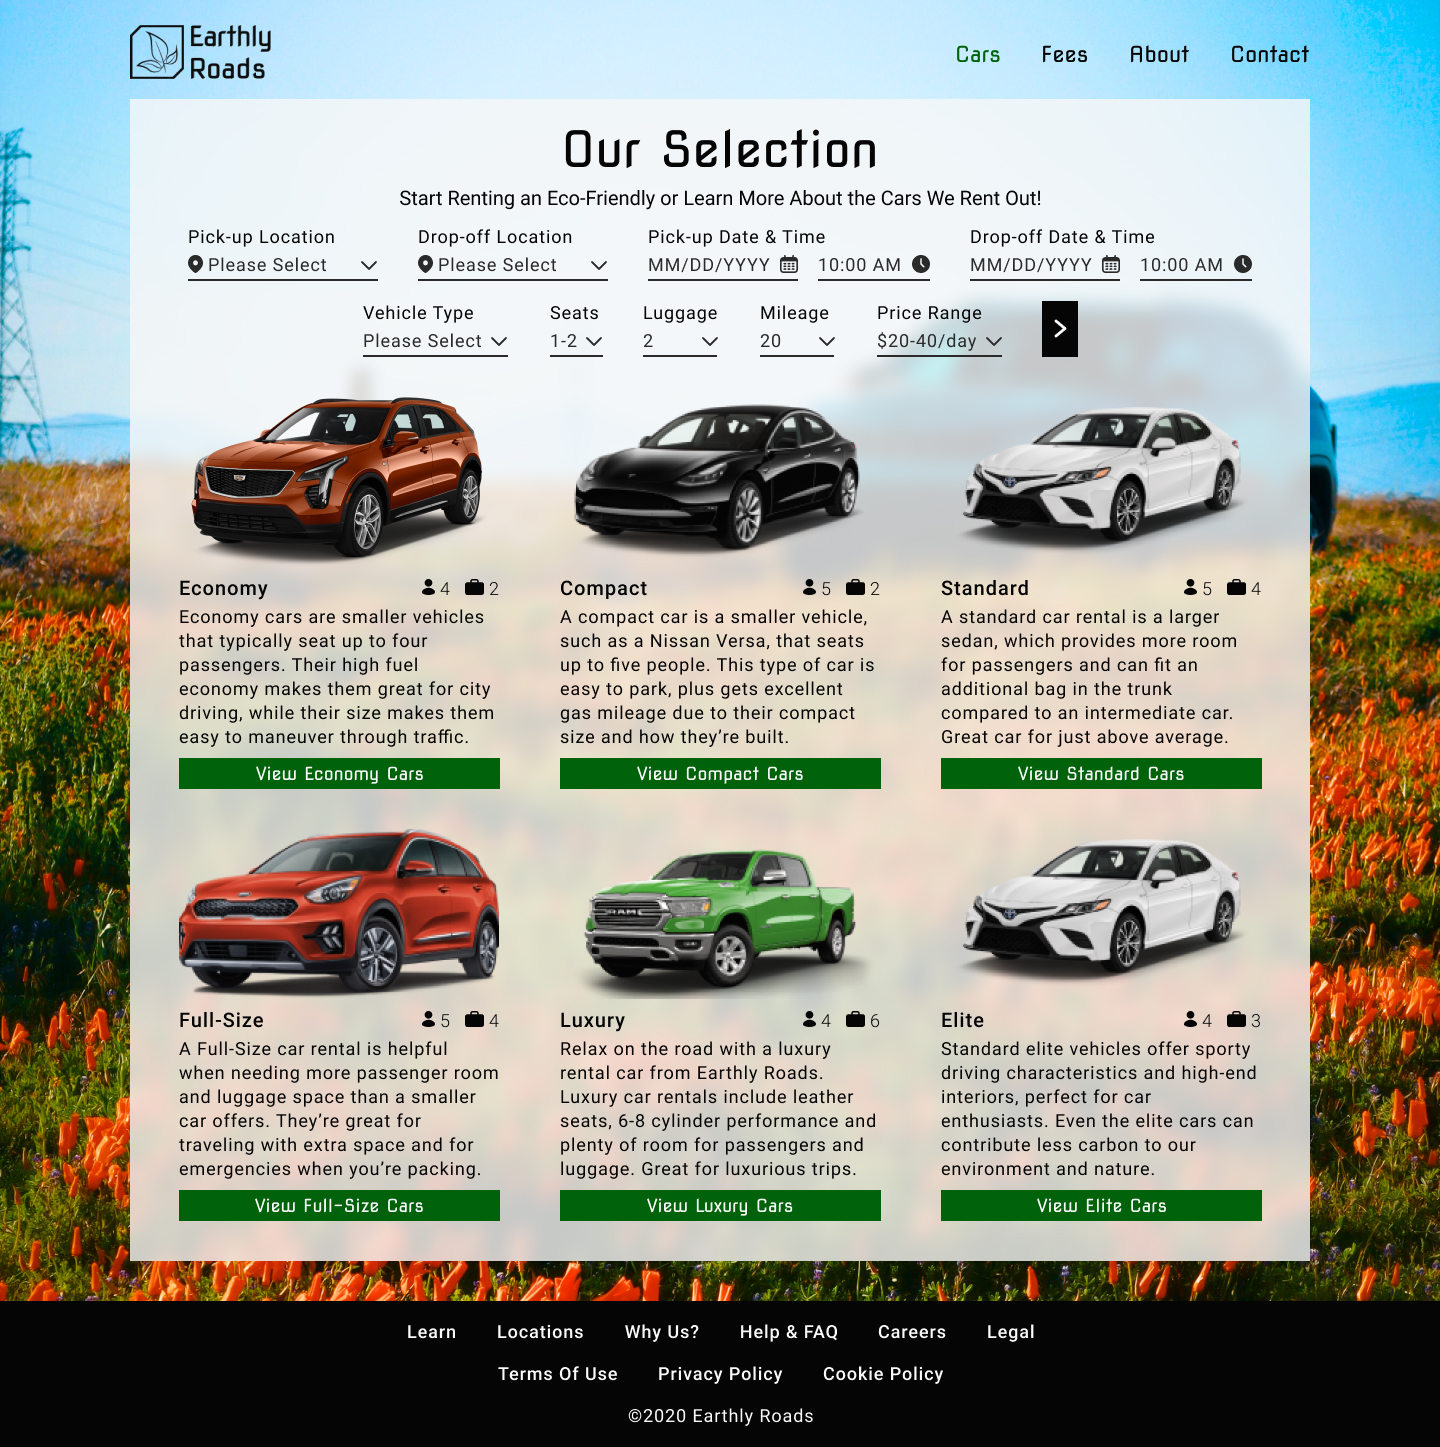 Earthly
Roads
Cars Fees About Contact
Our Selection
Start Renting an Eco-Friendly or Learn More About the Cars We Rent Out!
Pick-up Location Drop-off Location Pick-up Date & Time Drop-off Date & Time
Please Select Please Select MM/DD/YYYY 10:00 AM MM/DD/YYYY 10:00 AM
Vehicle Type Seats Luggage Mileage Price Range
Please Select 1-2 2 20 $20-40/day
Economy 4 2
Economy cars are smaller vehicles
that typically seat up to four
passengers. Their high fuel
economy makes them great for city
driving, while their size makes them
easy to maneuver through traffic.
View Economy Cars
Compact 5 2
A compact car is a smaller vehicle,
such as a Nissan Versa, that seats
up to five people. This type of car is
easy to park, plus gets excellent
gas mileage due to their compact
size and how they’re built.
View Compact Cars
Standard 5 4
A standard car rental is a larger
sedan, which provides more room
for passengers and can fit an
additional bag in the trunk
compared to an intermediate car.
Great car for just above average.
View Standard Cars
Full-Size 5 4
A Full-Size car rental is helpful
when needing more passenger room
and luggage space than a smaller
car offers. They’re great for
traveling with extra space and for
emergencies when you’re packing.
View Full-Size Cars
RAM
Luxury 4 6
Relax on the road with a luxury
rental car from Earthly Roads.
Luxury car rentals include leather
seats, 6-8 cylinder performance and
plenty of room for passengers and
luggage. Great for luxurious trips.
View Luxury Cars
Elite 4 3
Standard elite vehicles offer sporty
driving characteristics and high-end
interiors, perfect for car
enthusiasts. Even the elite cars can
contribute less carbon to our
environment and nature.
View Elite Cars
Learn Locations Why Us? Help & FAQ Careers Legal
Terms Of Use Privacy Policy Cookie Policy
©2020 Earthly Roads